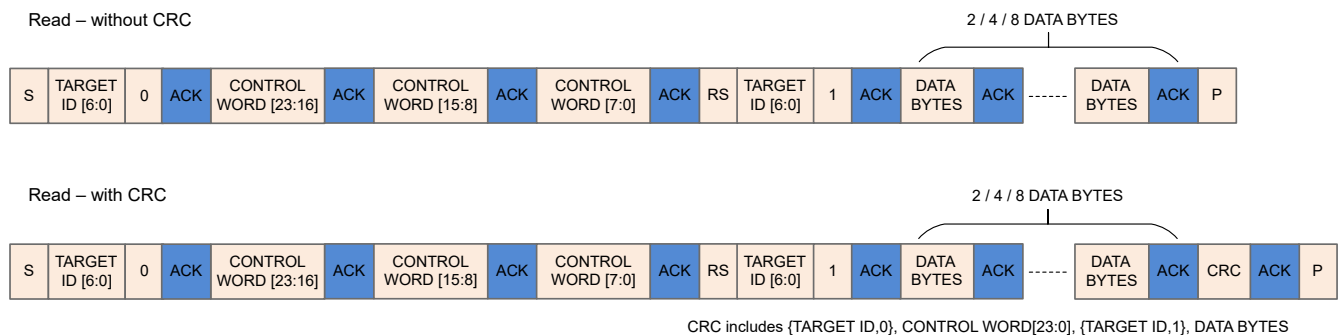 Read – without CRC
2 / 4 / 8 DATA BYTES
S TARGET ID [6:0] 0 ACK CONTROL WORD [23:16] ACK CONTROL WORD [15:8] ACK CONTROL WORD [7:0] ACK RS TARGET ID [6:0] 1 ACK DATA BYTES ACK ------ DATA BYTES ACK P
Read – with CRC
2 / 4 / 8 DATA BYTES
S TARGET ID [6:0] 0 ACK CONTROL WORD [23:16] ACK CONTROL WORD [15:8] ACK CONTROL WORD [7:0] ACK RS TARGET ID [6:0] 1 ACK DATA BYTES ACK ------ DATA BYTES ACK CRC ACK P
CRC includes {TARGET ID,0}, CONTROL WORD[23:0], {TARGET ID,1}, DATA BYTES